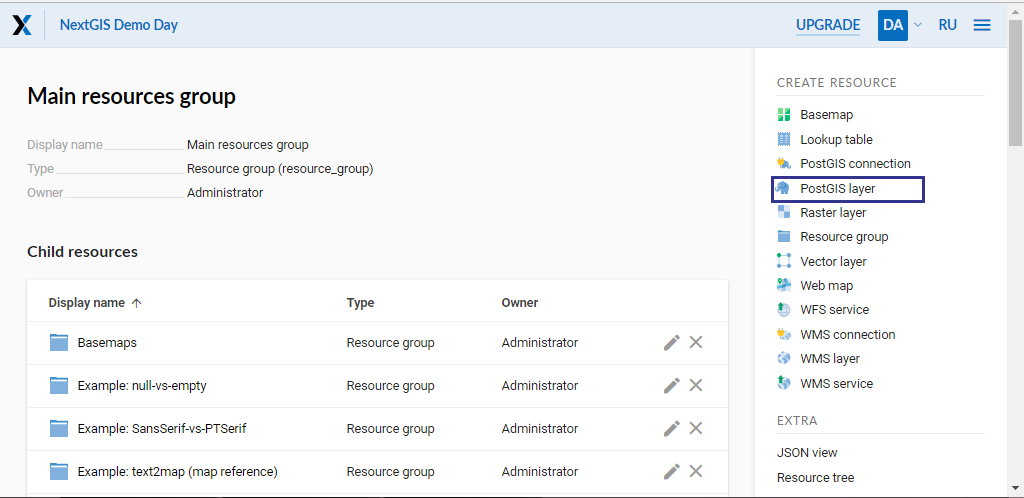 NextGIS Demo Day
UPGRADE DA RU
Main resources group
Display name Main resources group
Type Resource group (resource_group)
Owner Administrator
Child resources
Display name Type Owner
Basemaps Resource group Administrator
Example: null-vs-empty Resource group Administrator
Example: SansSerif-vs-PTSerif Resource group Administrator
Example: text2map (map reference) Resource group Administrator
CREATE RESOURCE
Basemap
Lookup table
PostGIS connection
PostGIS layer
Raster layer
Resource group
Vector layer
Web map
WFS service
WMS connection
WMS layer
WMS service
EXTRA
JSON view
Resource tree